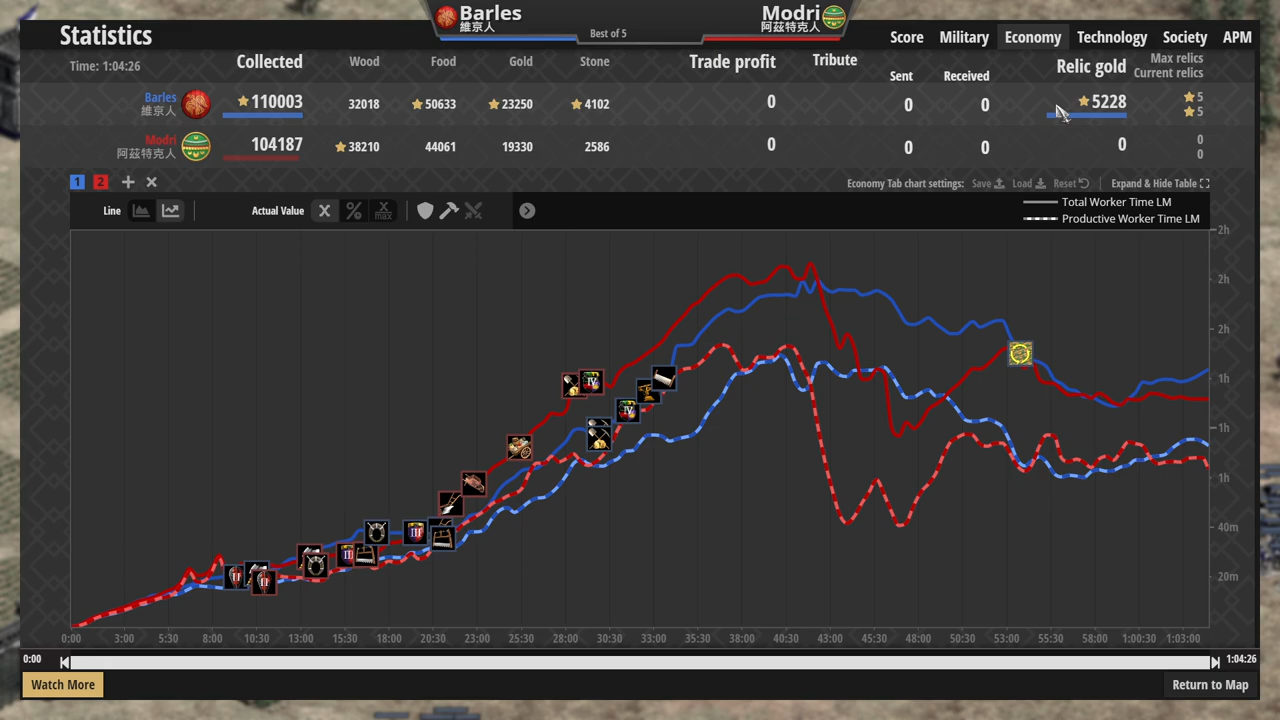 Barles
維京人
Best of 5
Modri
阿茲特克人
Statistics
Score Military Economy Technology Society APM
Time: 1:04:26
Collected Wood Food Gold Stone Trade profit Tribute Sent Received Relic gold Max relics
Current relics
Barles 110003 32018 50633 23250 4102 0 0 0 5228 5
維京人 5
Modri 104187 38210 44061 19330 2586 0 0 0 0 0
阿茲特克人 0
1 2
Economy Tab chart settings: Save Load Reset Expand & Hide Table
Line Actual Value X % X/max
Total Worker Time LM
Productive Worker Time LM
2h
2h
2h
1h
1h
1h
40m
20m
II II III III IV IV
0:00 3:00 5:30 8:00 10:30 13:00 15:30 18:00 20:30 23:00 25:30 28:00 30:30 33:00 35:30 38:00 40:30 43:00 45:30 48:00 50:30 53:00 55:30 58:00 1:00:30 1:03:00
0:00 1:04:26
Watch More Return to Map